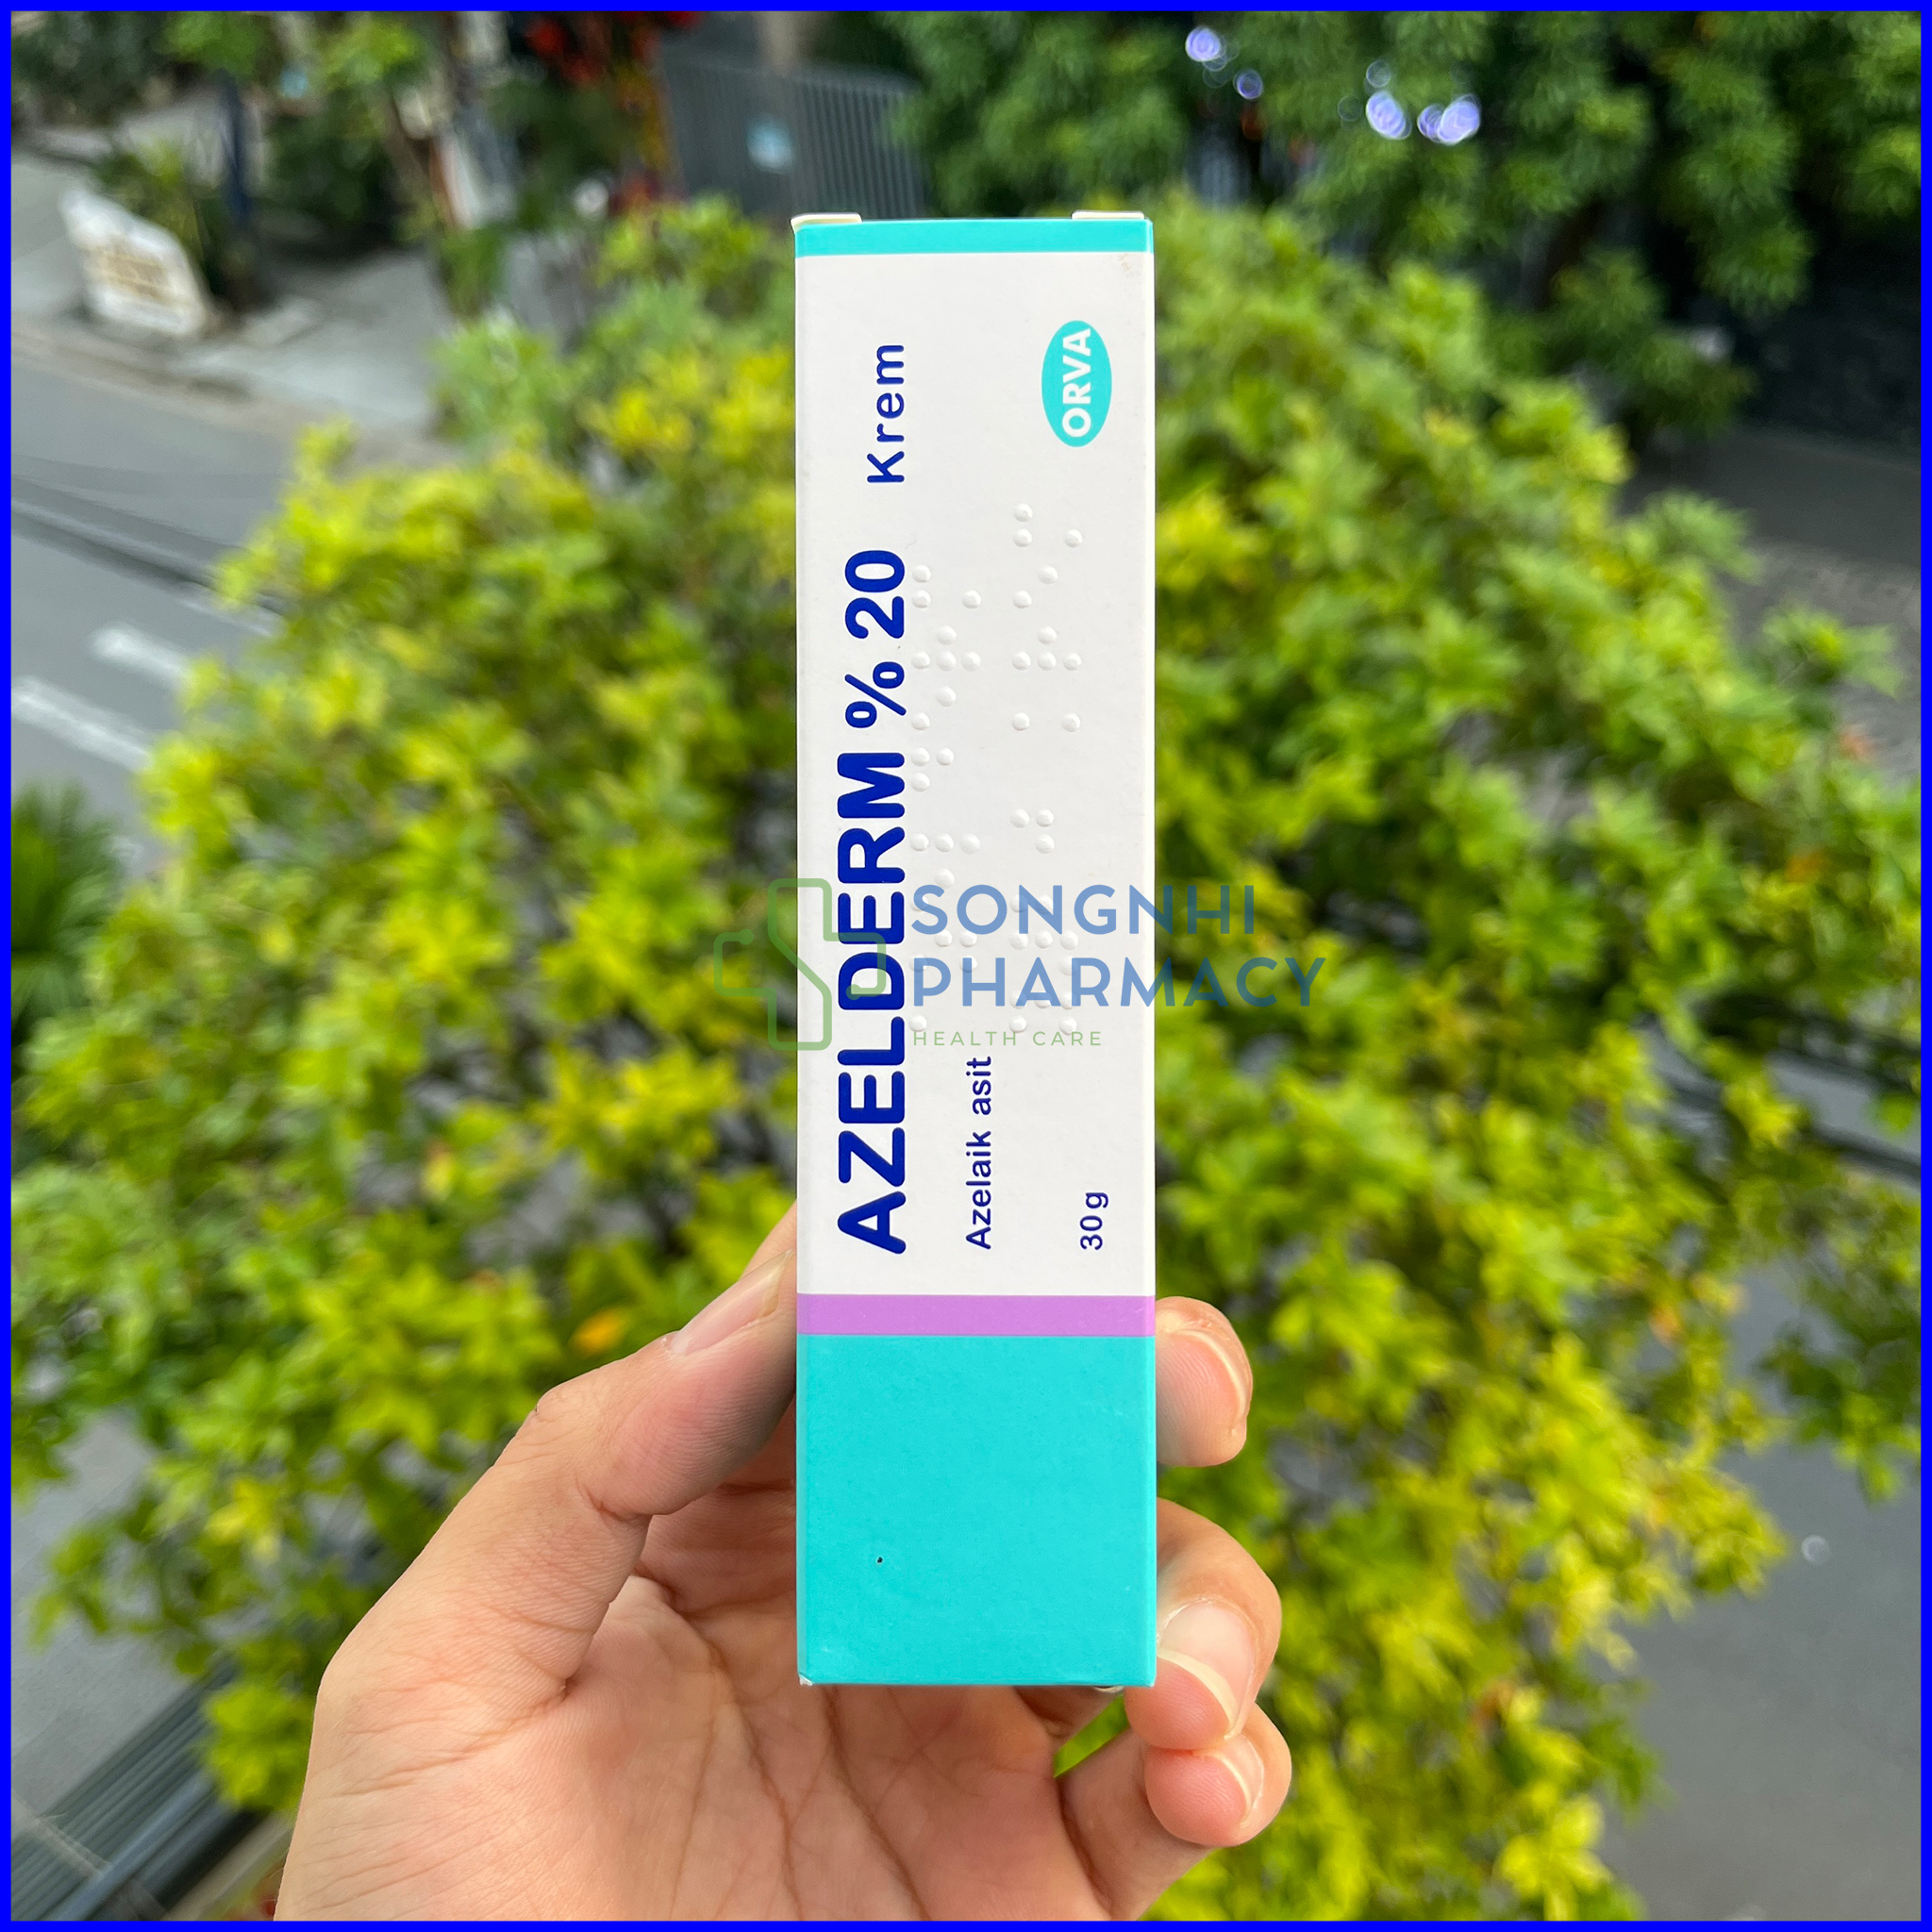 AZELDERM % 20 Krem
Azelaik asit
30g
ORVA
SONGNHI
PHARMACY
HEALTH CARE